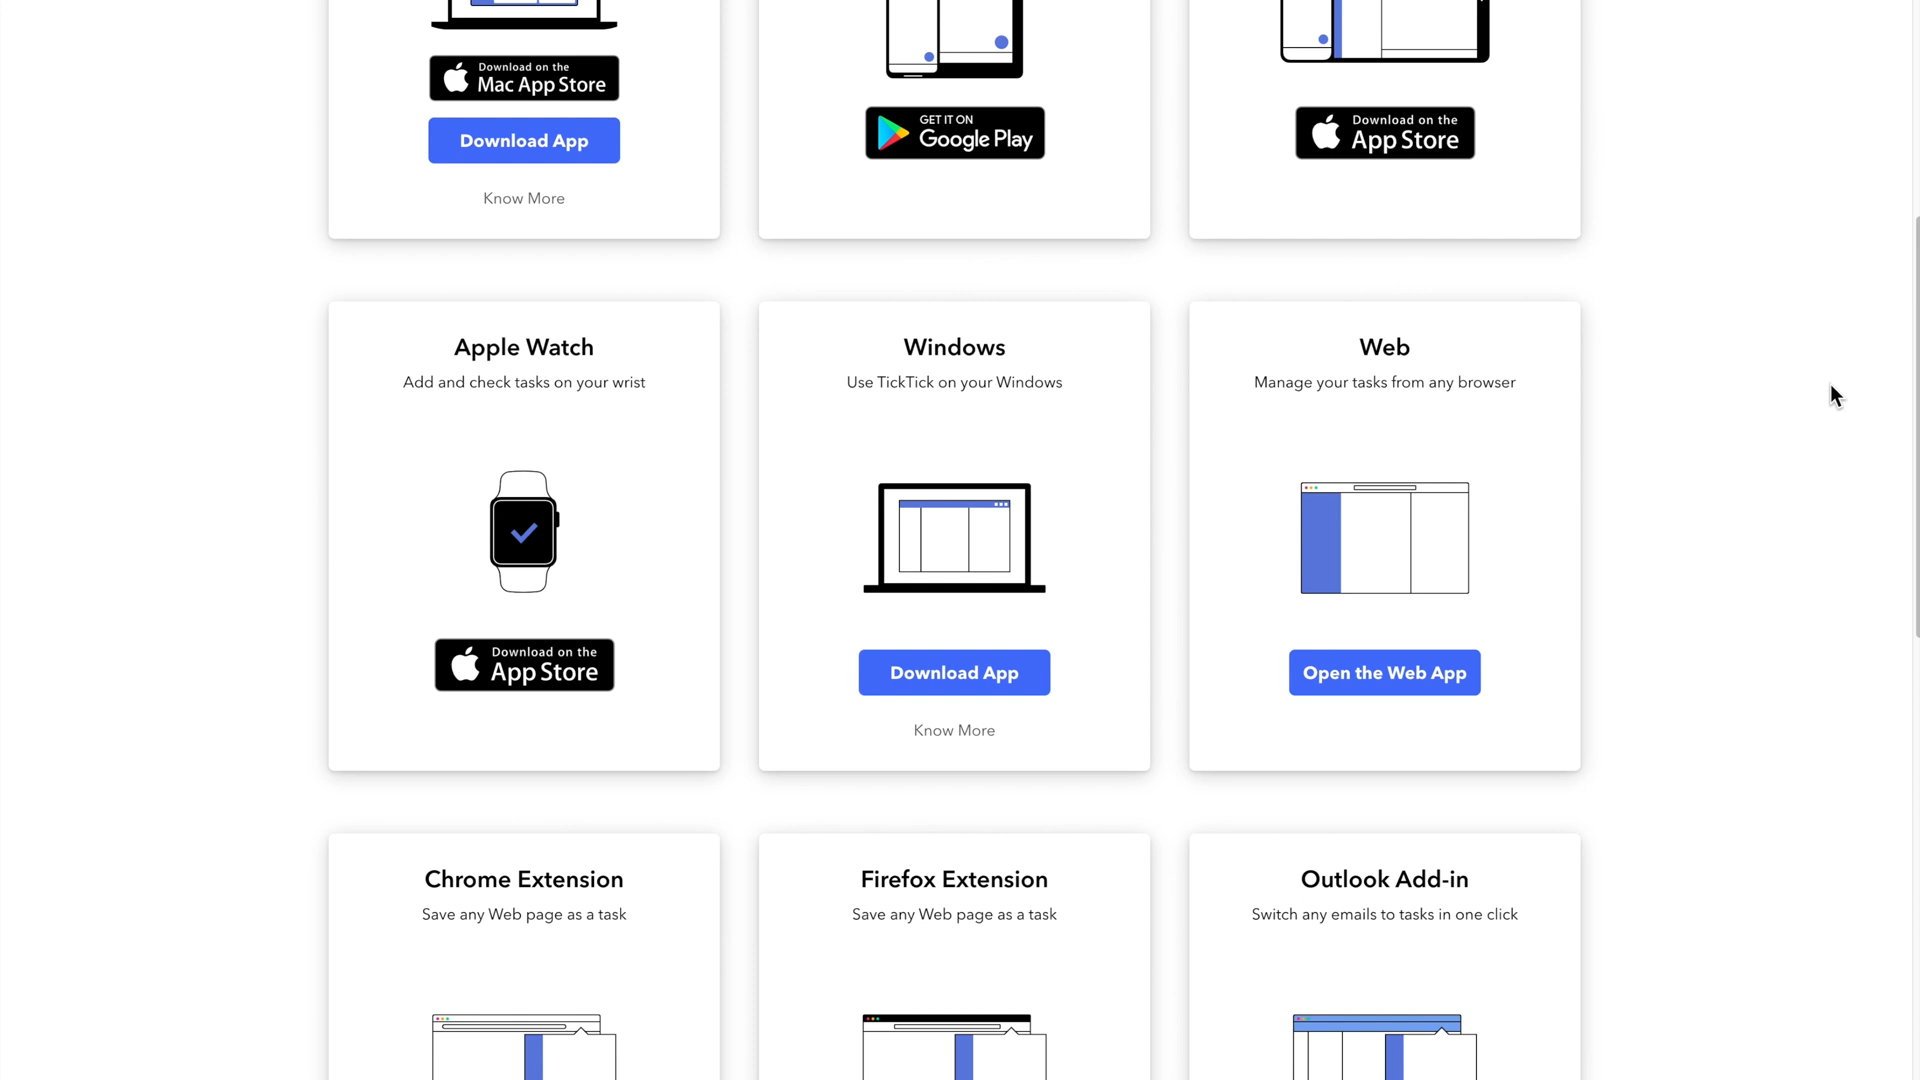 Download on the
Mac App Store
Download App
Know More
GET IT ON
Google Play
Download on the
App Store
Apple Watch
Add and check tasks on your wrist
Download on the
App Store
Windows
Use TickTick on your Windows
Download App
Know More
Web
Manage your tasks from any browser
Open the Web App
Chrome Extension
Save any Web page as a task
Firefox Extension
Save any Web page as a task
Outlook Add-in
Switch any emails to tasks in one click